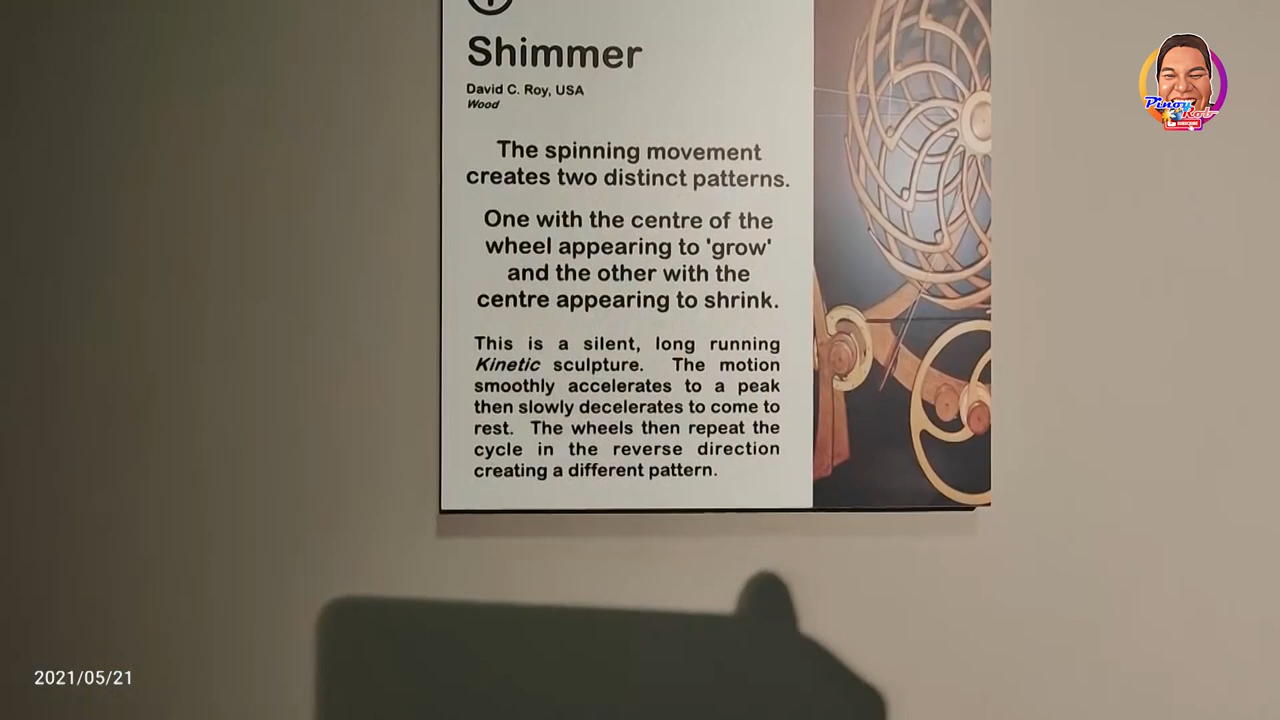 Shimmer
David C. Roy, USA
Wood
The spinning movement
creates two distinct patterns.
One with the centre of the
wheel appearing to 'grow'
and the other with the
centre appearing to shrink.
This is a silent, long running
Kinetic sculpture. The motion
smoothly accelerates to a peak
then slowly decelerates to come to
rest. The wheels then repeat the
cycle in the reverse direction
creating a different pattern.
Pinoy
Rob
SUBSCRIBE
2021/05/21